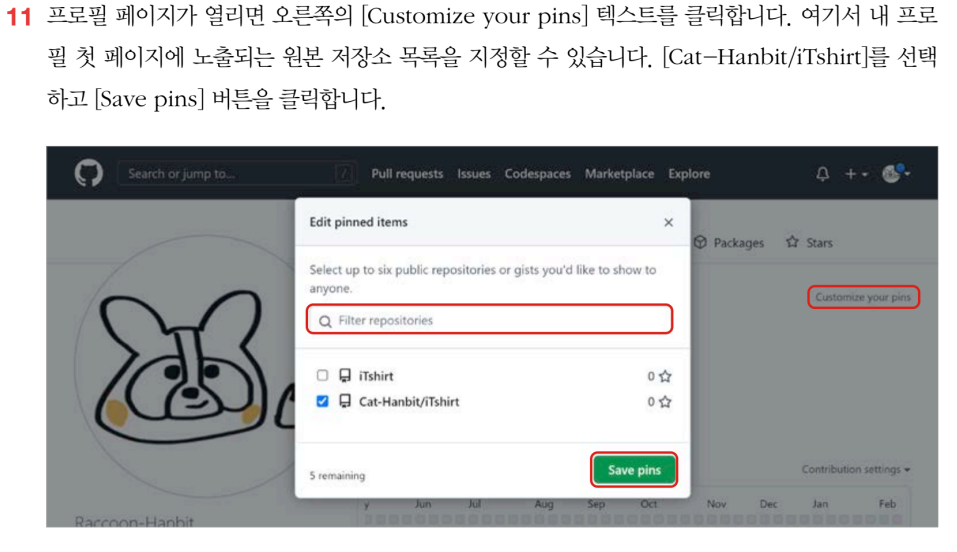 11 프로필 페이지가 열리면 오른쪽의 [Customize your pins] 텍스트를 클릭합니다. 여기서 내 프로
필 첫 페이지에 노출되는 원본 저장소 목록을 지정할 수 있습니다. [Cat-Hanbit/iTshirt]를 선택
하고 [Save pins] 버튼을 클릭합니다.
Search or jump to... / Pull requests Issues Codespaces Marketplace Explore
Edit pinned items
Packages Stars
Select up to six public repositories or gists you'd like to show to
anyone.
Customize your pins
Filter repositories
iTshirt 0
Cat-Hanbit/iTshirt 0
5 remaining Save pins Contribution settings
y Jun Jul Aug Sep Oct Nov Dec Jan Feb
Raccoon-Hanbit